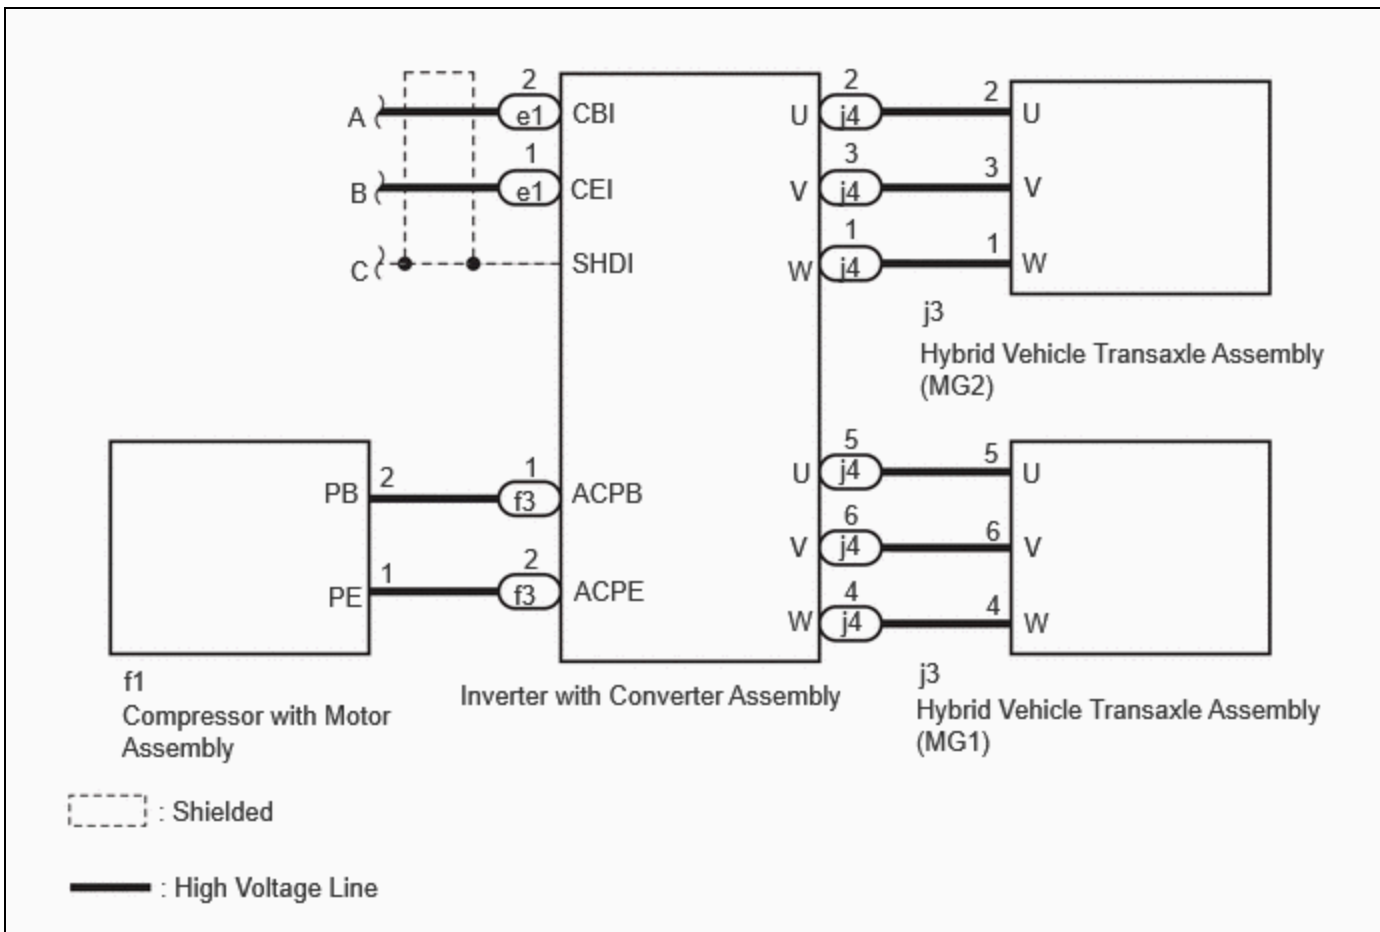 2 2 2
A e1 CBI U j4 U
1 3 3
B e1 CEI V j4 V
1 1
C SHDI W j4 W
j3
Hybrid Vehicle Transaxle Assembly
(MG2)
5 5
U j4 U
2 1
PB f3 ACPB
6 6
V j4 V
1 2 4 4
PE f3 ACPE W j4 W
f1 j3
Compressor with Motor
Assembly
Inverter with Converter Assembly
Hybrid Vehicle Transaxle Assembly
(MG1)
: Shielded
: High Voltage Line